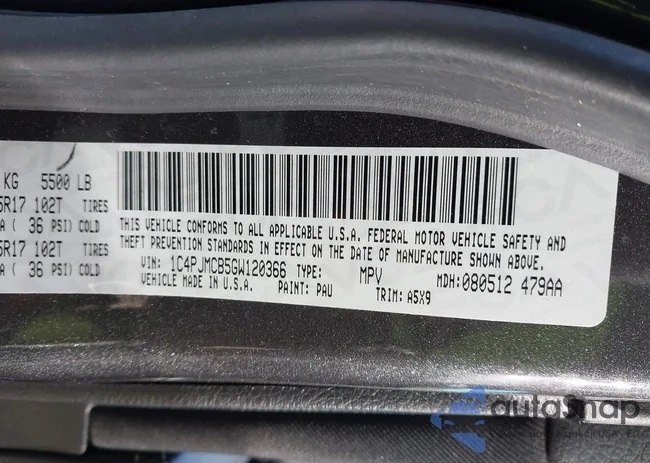 KG 5500 LB
5R17 102T TIRES
A ( 36 PSI) COLD
5R17 102T TIRES
A ( 36 PSI) COLD
THIS VEHICLE CONFORMS TO ALL APPLICABLE U.S.A. FEDERAL MOTOR VEHICLE SAFETY AND
THEFT PREVENTION STANDARDS IN EFFECT ON THE DATE OF MANUFACTURE SHOWN ABOVE.
VIN: 1C4PJMCB5GW120366 TYPE: MPV MDH:080512 479AA
VEHICLE MADE IN U.S.A. PAINT: PAU TRIM: A5X9
autoSnap